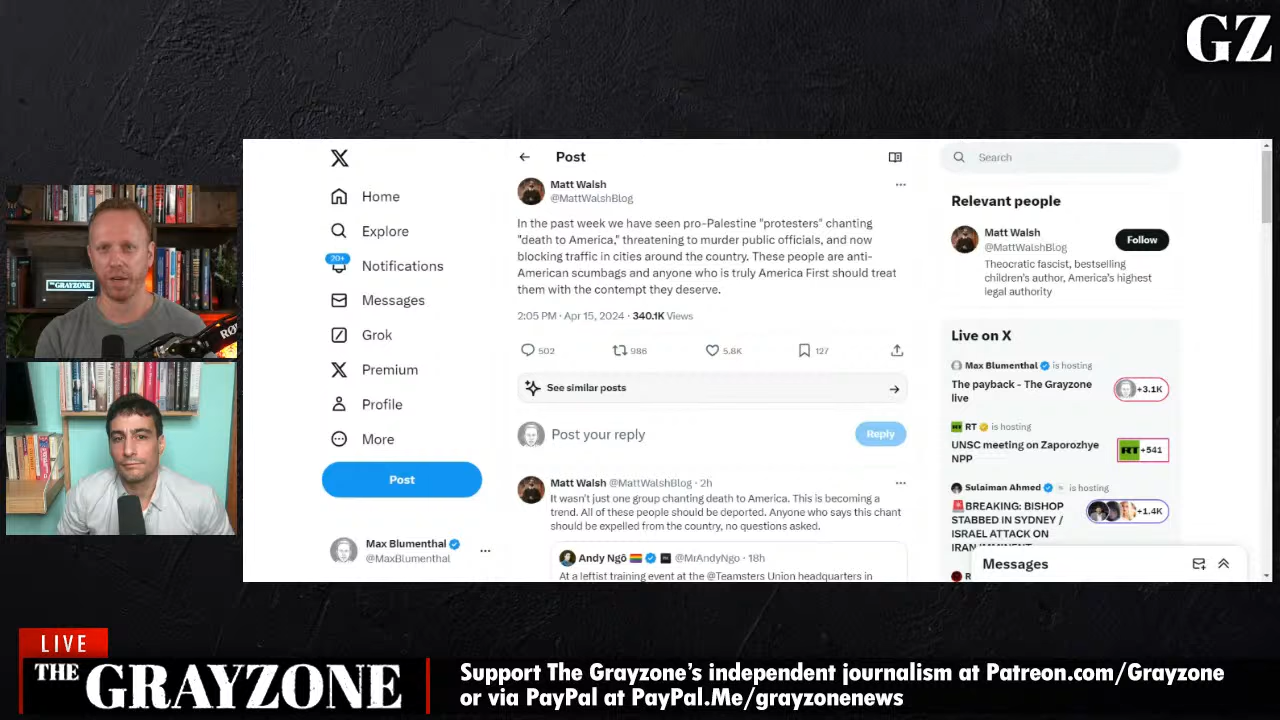 GZ
Post
Search
Matt Walsh
@MattWalshBlog
In the past week we have seen pro-Palestine "protesters" chanting
"death to America," threatening to murder public officials, and now
blocking traffic in cities around the country. These people are anti-
American scumbags and anyone who is truly America First should treat
them with the contempt they deserve.
2:05 PM · Apr 15, 2024 · 340.1K Views
502 986 5.8K 127
See similar posts
Post your reply
Reply
Matt Walsh @MattWalshBlog · 2h
It wasn't just one group chanting death to America. This is becoming a
trend. All of these people should be deported. Anyone who says this chant
should be expelled from the country, no questions asked.
Andy Ngô @MrAndyNgo · 18h
At a leftist training event at the @Teamsters Union headquarters in
Home
Explore
20+
Notifications
Messages
Grok
Premium
Profile
More
Post
Max Blumenthal
@MaxBlumenthal
Relevant people
Matt Walsh
@MattWalshBlog
Follow
Theocratic fascist, bestselling
children's author, America's highest
legal authority
Live on X
Max Blumenthal is hosting
The payback - The Grayzone
live
+3.1K
RT is hosting
UNSC meeting on Zaporozhye
NPP
RT +541
Sulaiman Ahmed is hosting
BREAKING: BISHOP
STABBED IN SYDNEY /
ISRAEL ATTACK ON
IRAN IMMINENT
+1.4K
Messages
THE GRAYZONE
LIVE
THE GRAYZONE
Support The Grayzone's independent journalism at Patreon.com/Grayzone
or via PayPal at PayPal.Me/grayzonenews